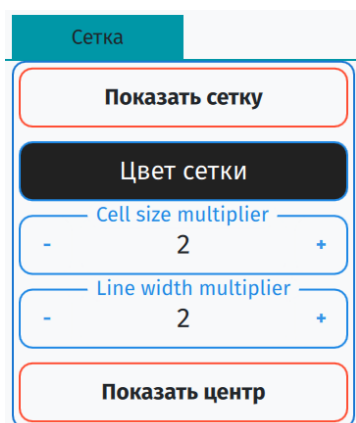 Сетка
Показать сетку
Цвет сетки
Cell size multiplier
- 2 +
Line width multiplier
- 2 +
Показать центр